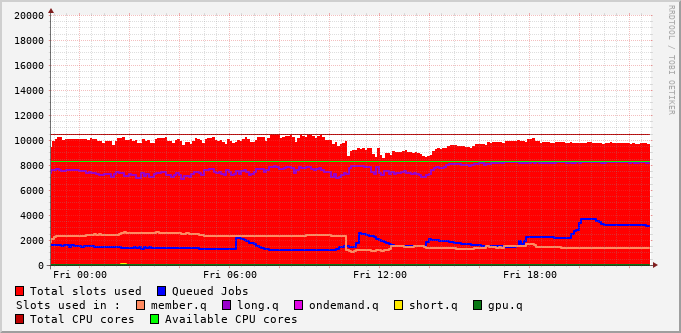 20000
18000
16000
14000
12000
10000
8000
6000
4000
2000
0
Fri 00:00 Fri 06:00 Fri 12:00 Fri 18:00
Total slots used Queued Jobs
Slots used in : member.q long.q ondemand.q short.q gpu.q
Total CPU cores Available CPU cores
RRDTOOL / TOBI OETIKER